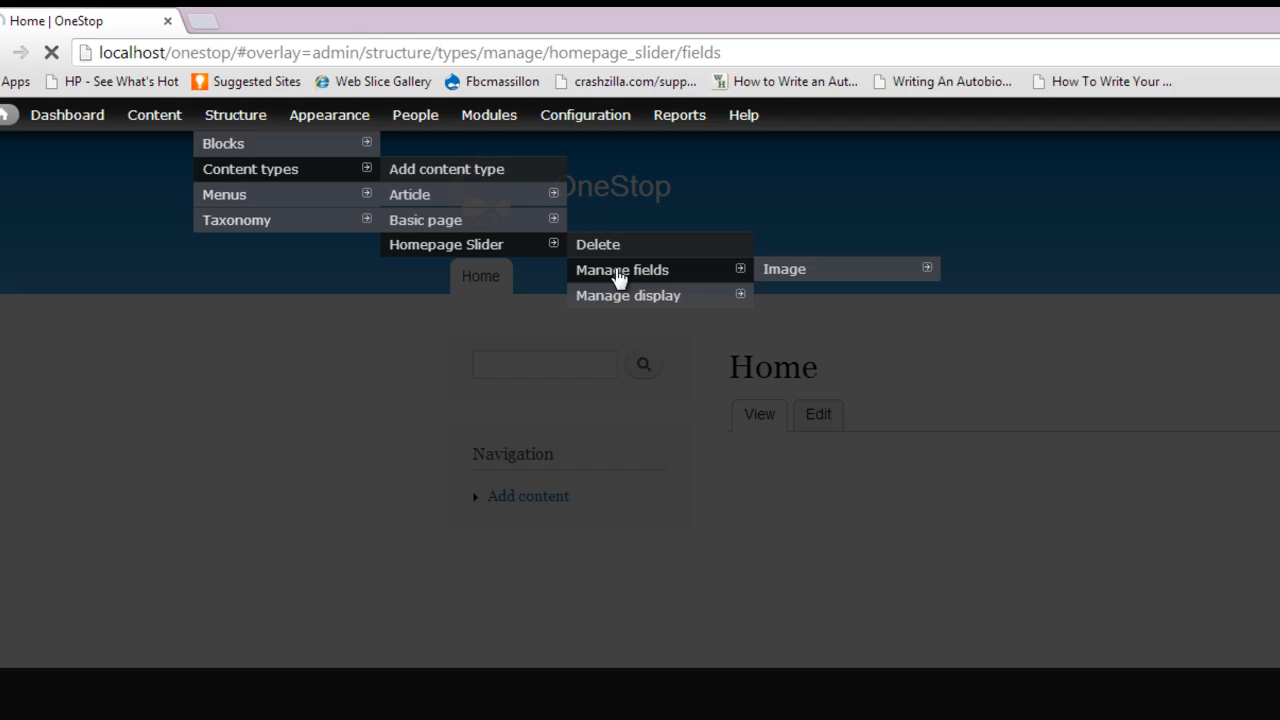 Home | OneStop
localhost/onestop/#overlay=admin/structure/types/manage/homepage_slider/fields
Apps HP - See What's Hot Suggested Sites Web Slice Gallery Fbcmassillon crashzilla.com/supp... How to Write an Aut... Writing An Autobio... How To Write Your ...
Dashboard Content Structure Appearance People Modules Configuration Reports Help
Blocks
Content types Add content type
OneStop
Menus Article
Taxonomy Basic page
Homepage Slider Delete
Home Manage fields Image
Manage display
Home
View Edit
Navigation
Add content